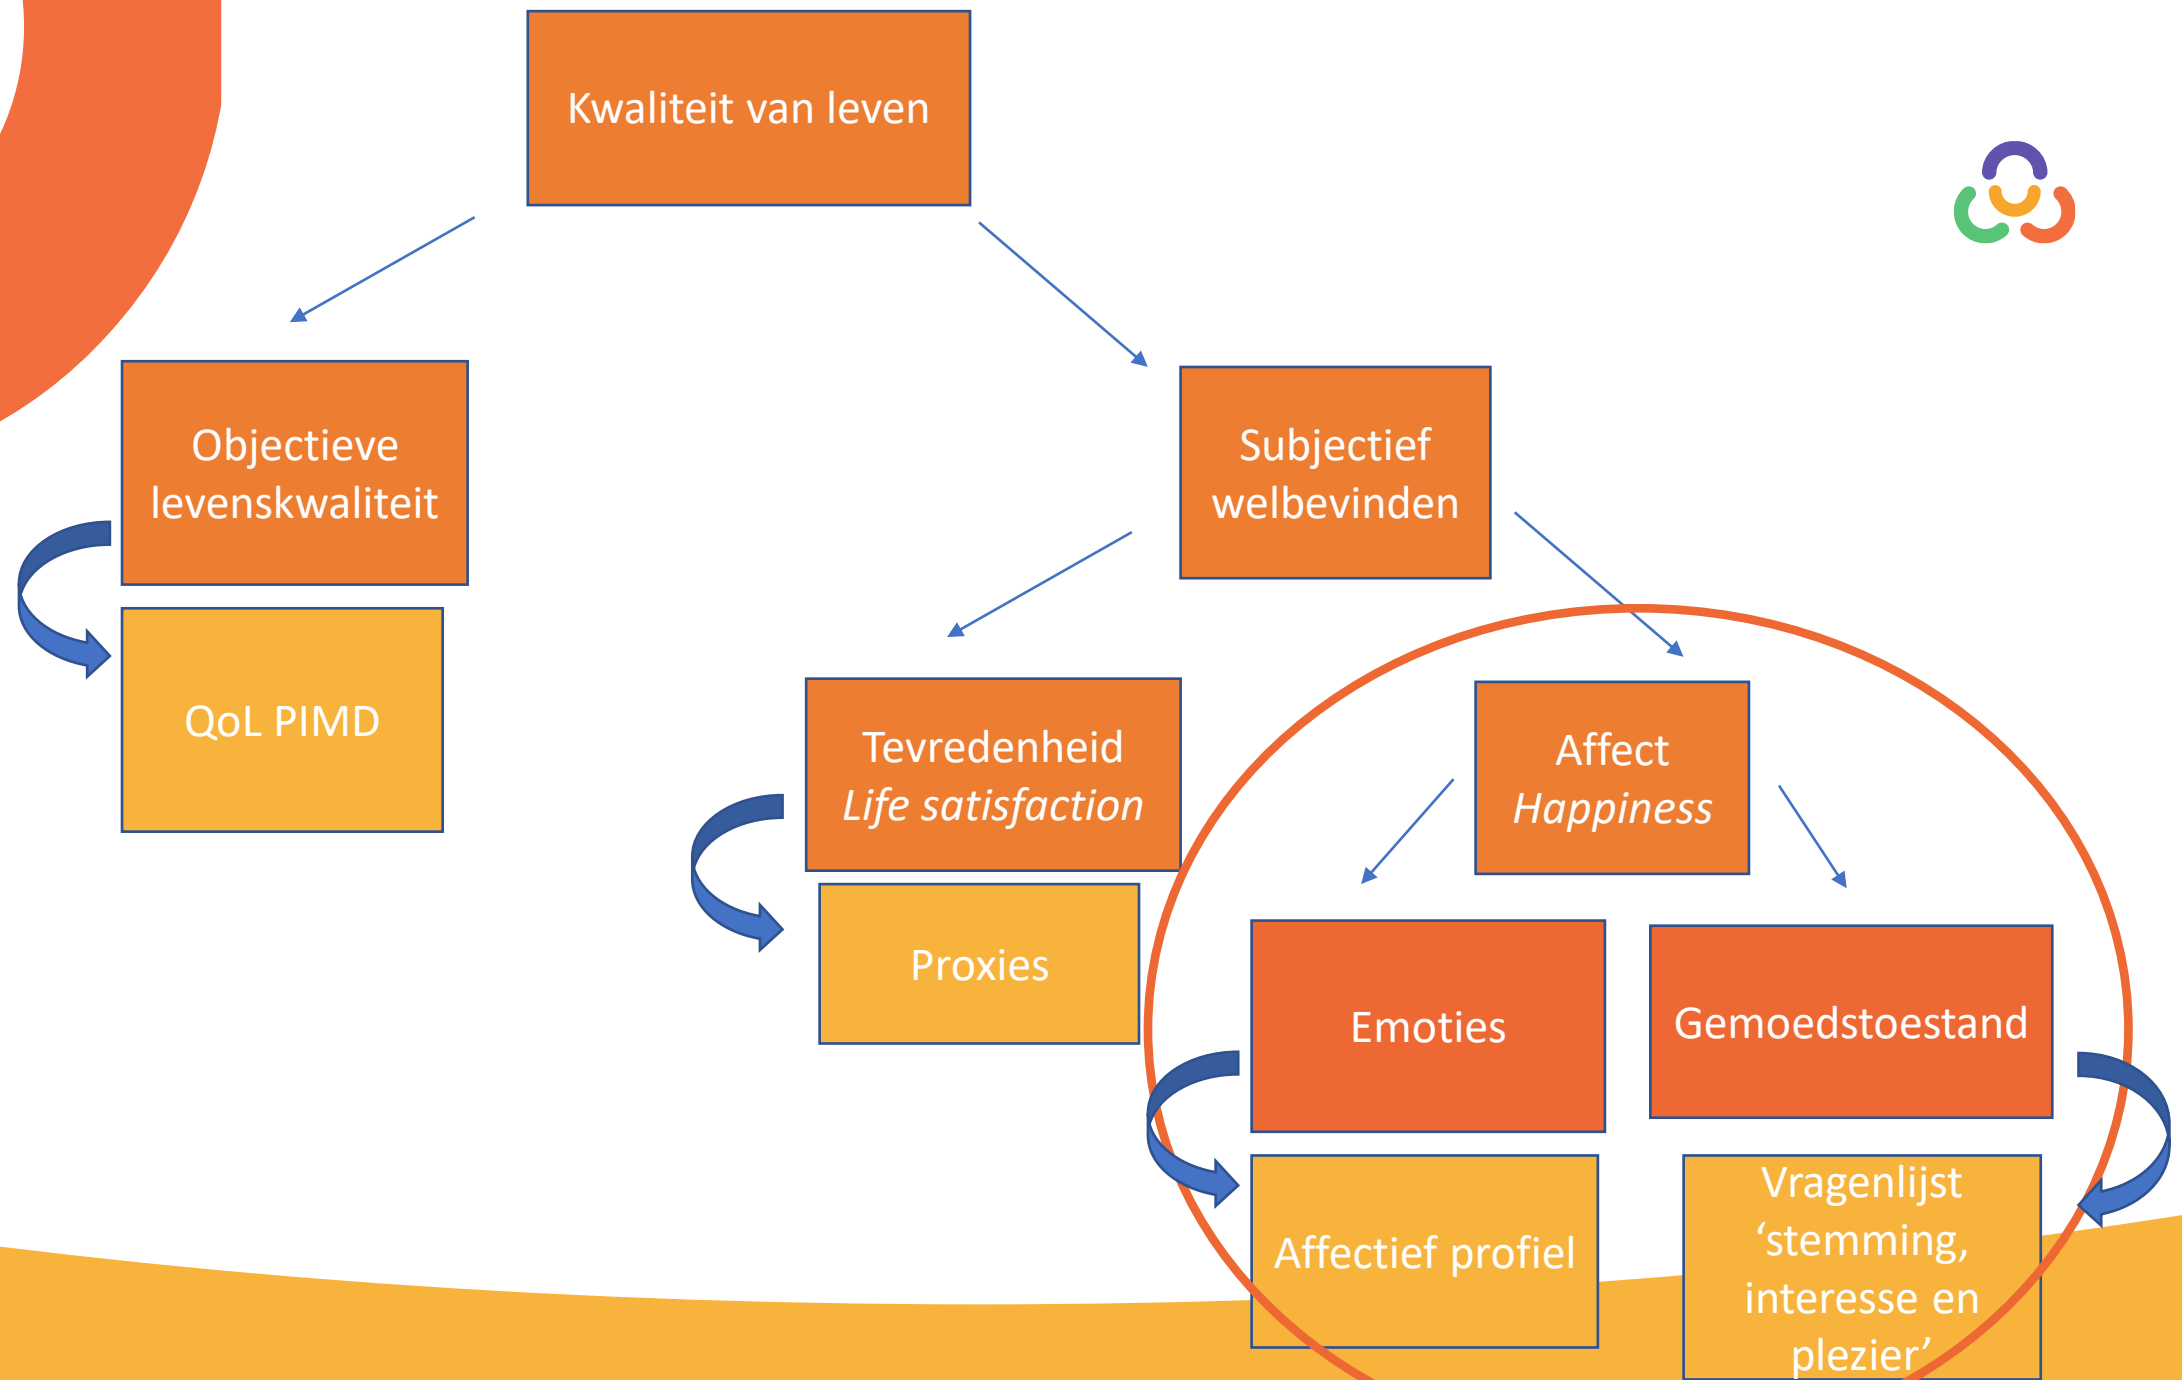 Kwaliteit van leven
Objectieve
levenskwaliteit
QoL PIMD
Subjectief
welbevinden
Tevredenheid
Life satisfaction
Proxies
Affect
Happiness
Emoties
Affectief profiel
Gemoedstoestand
Vragenlijst
‘stemming,
interesse en
plezier’